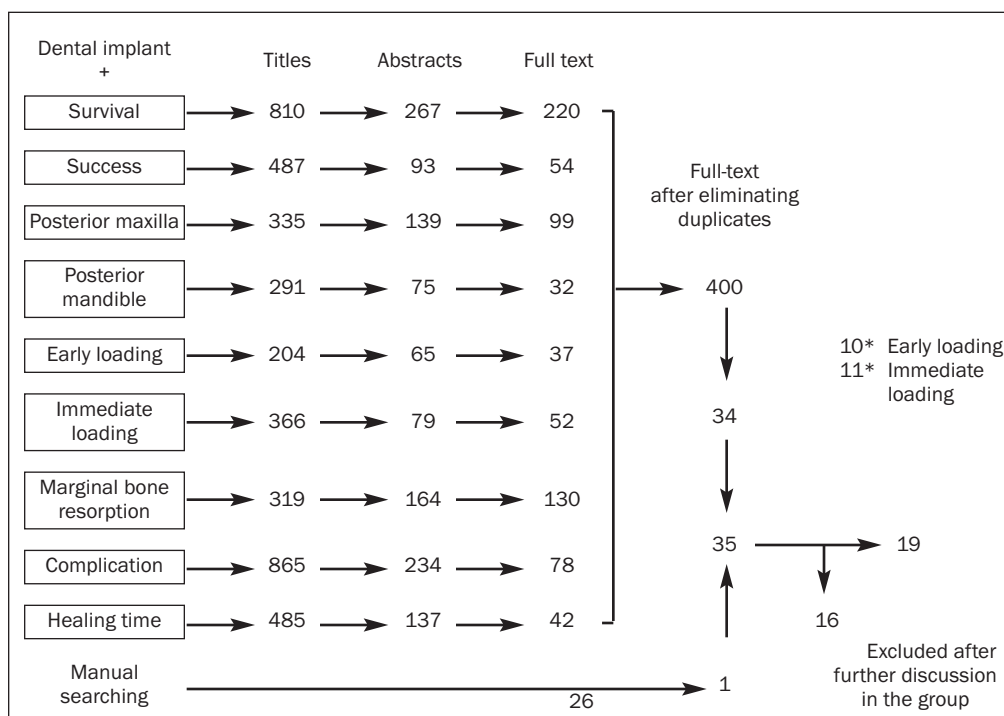 Dental implant
+
Titles Abstracts Full text
Survival 810 267 220
Success 487 93 54
Full-text
after eliminating
duplicates
Posterior maxilla 335 139 99
Posterior
mandible
291 75 32
400
Early loading 204 65 37
10* Early loading
11* Immediate
loading
Immediate
loading
366 79 52
34
Marginal bone
resorption
319 164 130
35 19
Complication 865 234 78
Healing time 485 137 42
16
Manual
searching
26
1
Excluded after
further discussion
in the group